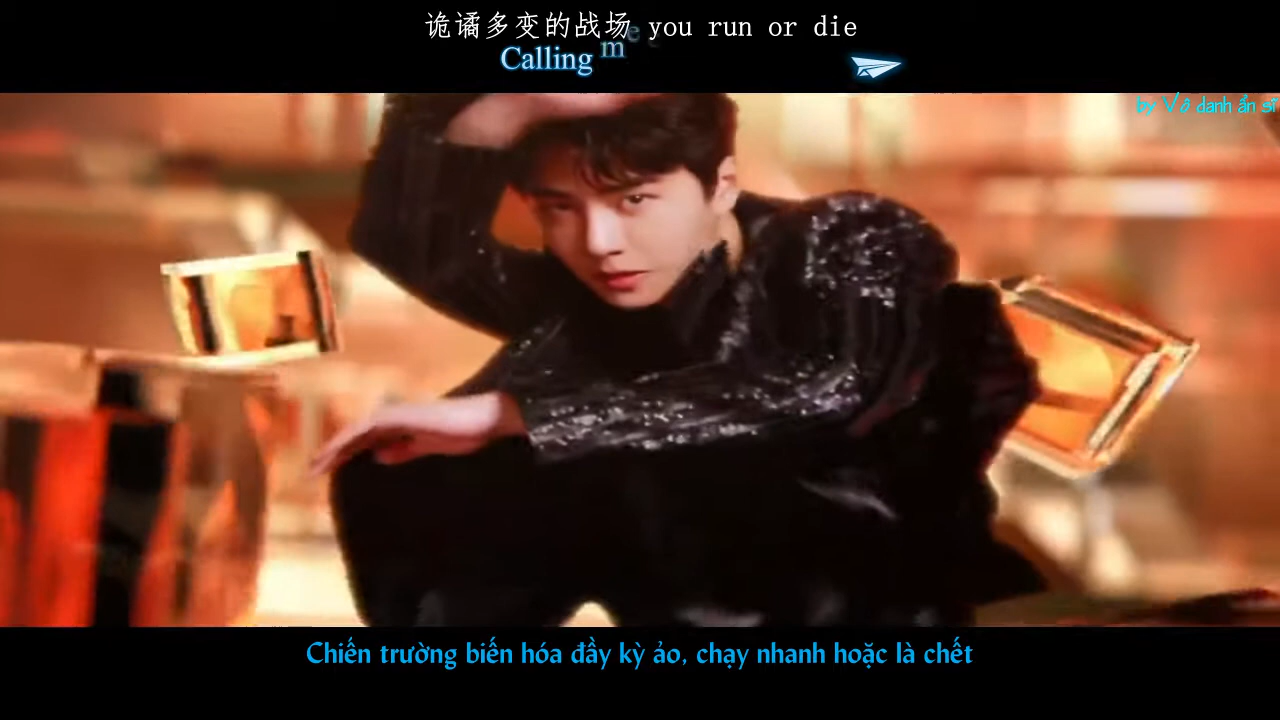 诡谲多变的战场 you run or die
Calling me
by Vô danh ẩn sĩ
Chiến trường biến hóa đầy kỳ ảo, chạy nhanh hoặc là chết